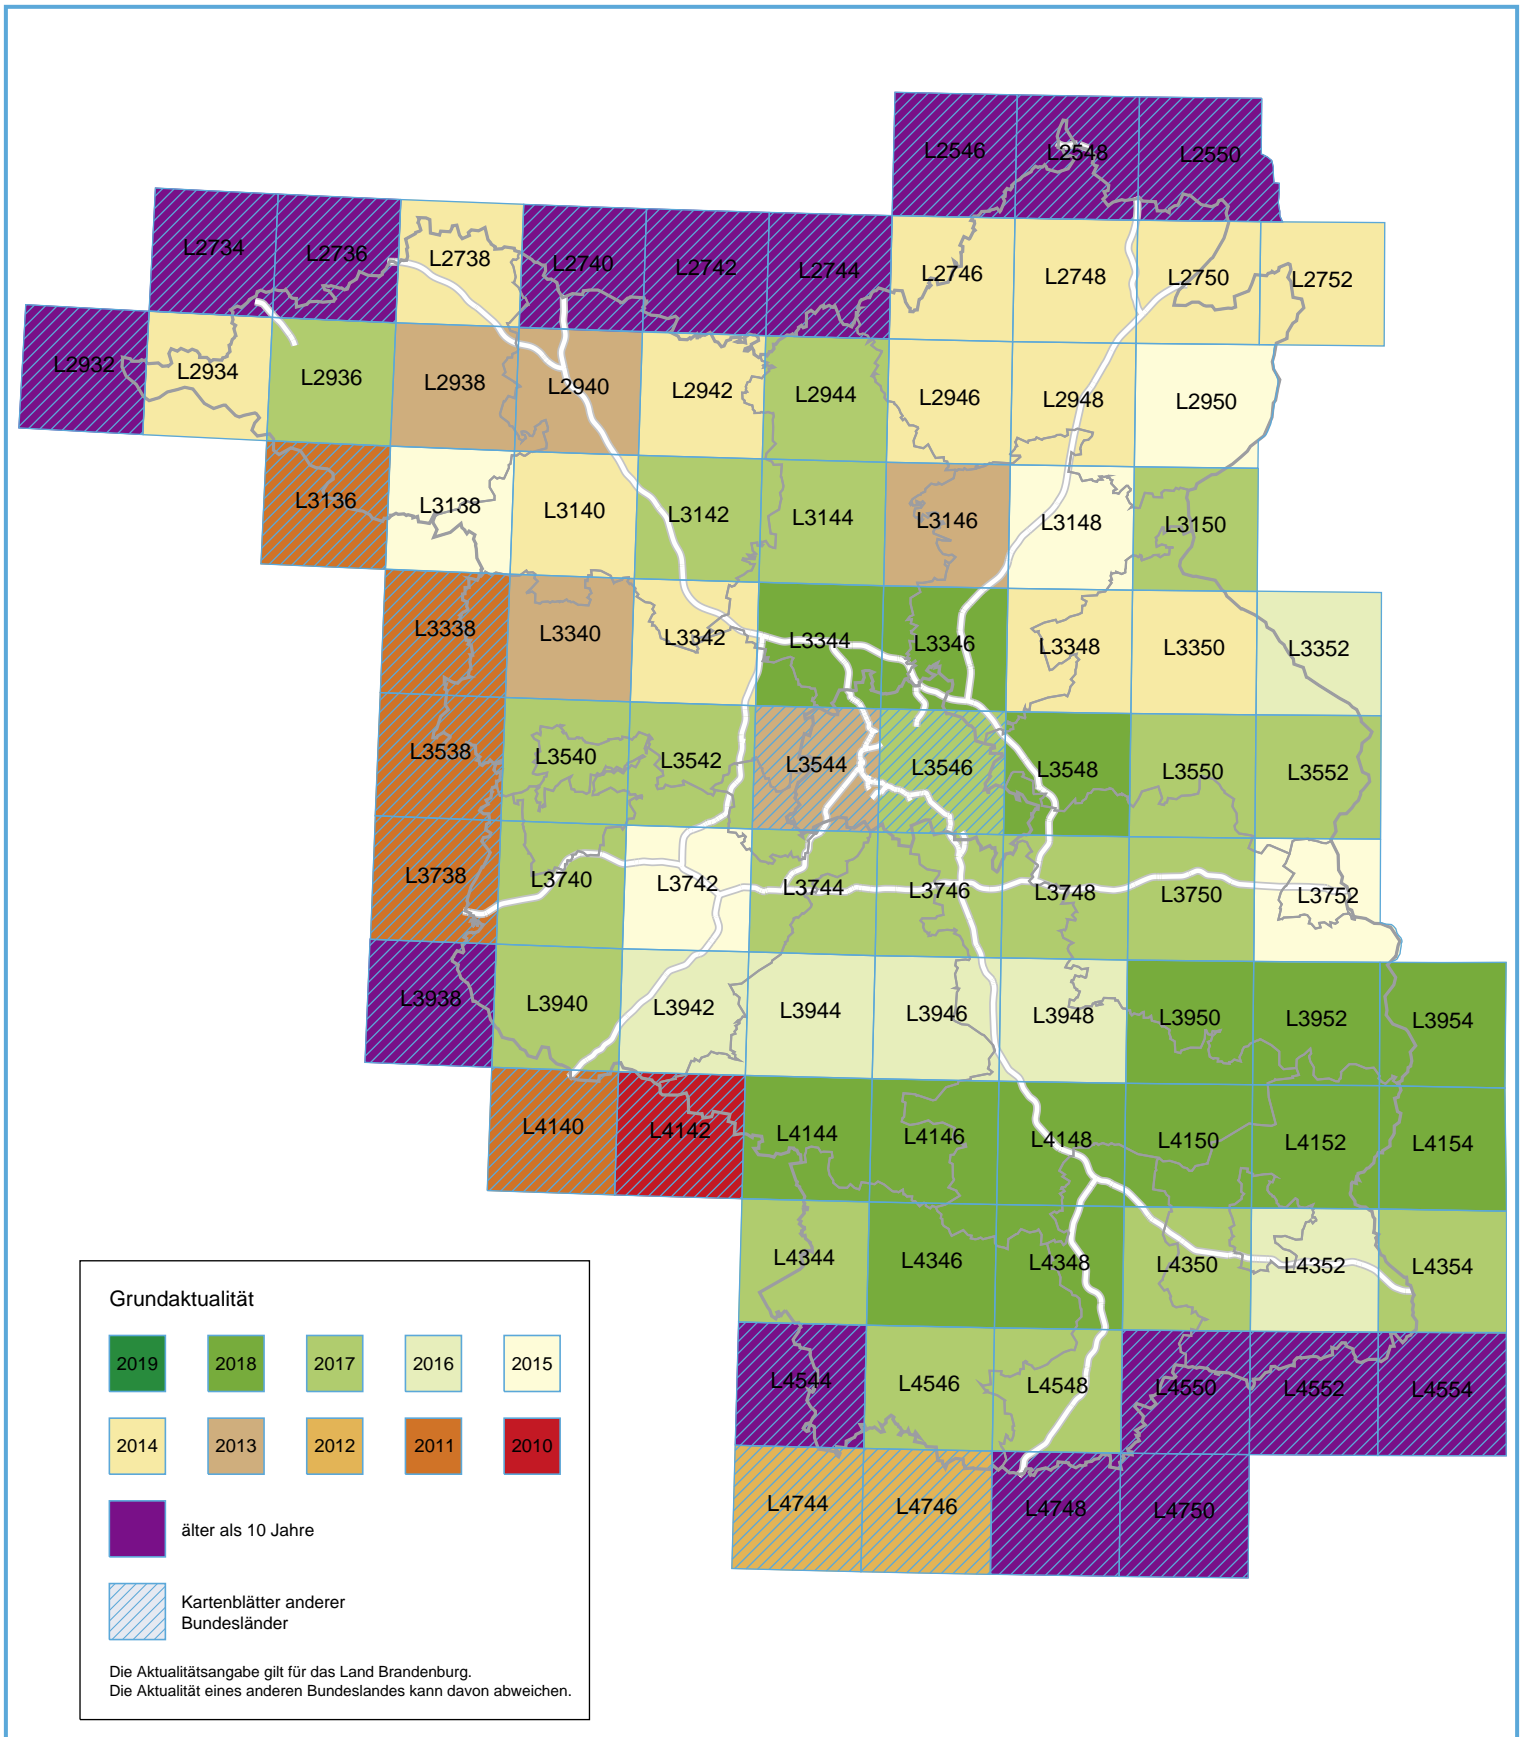 L2546 L2548 L2550
L2734 L2736 L2738 L2740 L2742 L2744 L2746 L2748 L2750 L2752
L2932 L2934 L2936 L2938 L2940 L2942 L2944 L2946 L2948 L2950
L3136 L3138 L3140 L3142 L3144 L3146 L3148 L3150
L3338 L3340 L3342 L3344 L3346 L3348 L3350 L3352
L3538 L3540 L3542 L3544 L3546 L3548 L3550 L3552
L3738 L3740 L3742 L3744 L3746 L3748 L3750 L3752
L3938 L3940 L3942 L3944 L3946 L3948 L3950 L3952 L3954
L4140 L4142 L4144 L4146 L4148 L4150 L4152 L4154
L4344 L4346 L4348 L4350 L4352 L4354
L4544 L4546 L4548 L4550 L4552 L4554
L4744 L4746 L4748 L4750
Grundaktualität
2019 2018 2017 2016 2015
2014 2013 2012 2011 2010
älter als 10 Jahre
Kartenblätter anderer
Bundesländer
Die Aktualitätsangabe gilt für das Land Brandenburg.
Die Aktualität eines anderen Bundeslandes kann davon abweichen.